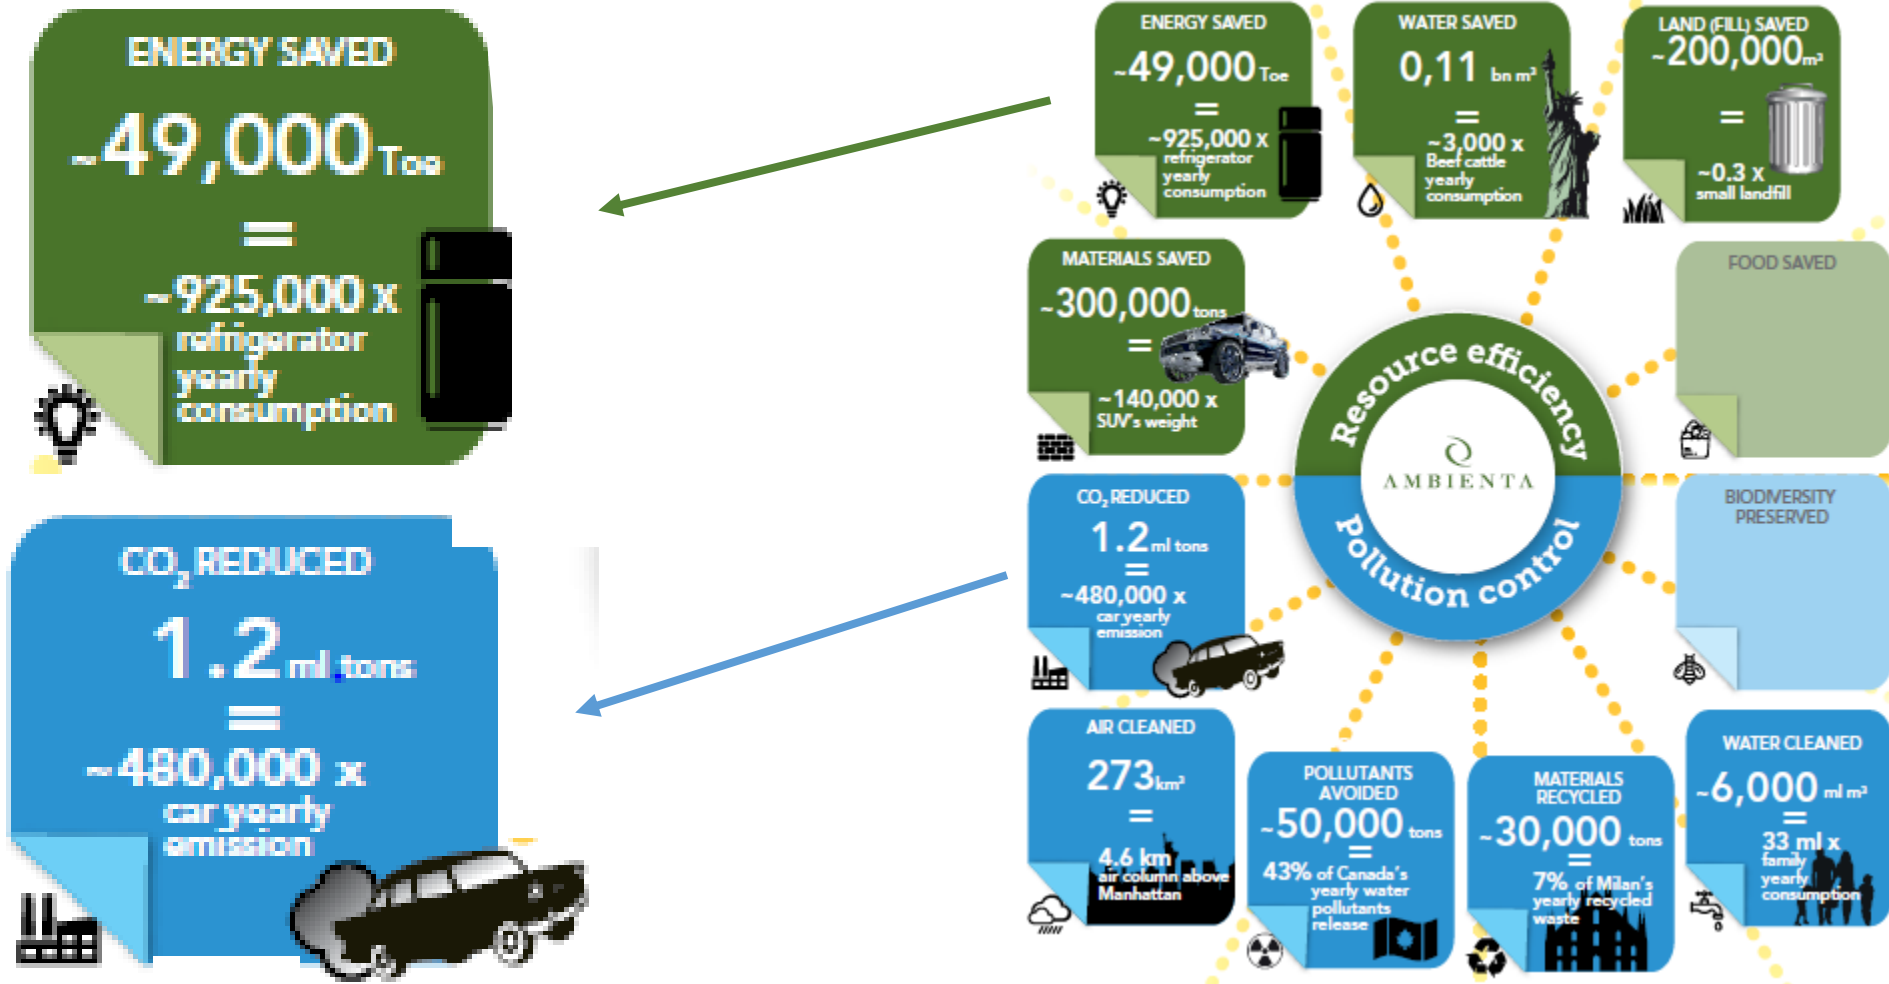 ENERGY SAVED
~49,000 Toe
=
~925,000 x
refrigerator
yearly
consumption
CO₂ REDUCED
1.2 ml tons
=
~480,000 x
car yearly
emission
ENERGY SAVED
~49,000 Toe
=
~925,000 x
refrigerator
yearly
consumption
WATER SAVED
0,11 bn m³
=
~3,000 x
Beef cattle
yearly
consumption
LAND (FILL) SAVED
~200,000 m³
=
~0.3 x
small landfill
MATERIALS SAVED
~300,000 tons
=
~140,000 x
SUV's weight
FOOD SAVED
Resource efficiency
AMBIENTA
Pollution control
CO₂ REDUCED
1.2 ml tons
=
~480,000 x
car yearly
emission
BIODIVERSITY
PRESERVED
AIR CLEANED
273 km³
=
4.6 km
air column above
Manhattan
POLLUTANTS
AVOIDED
~50,000 tons
=
43% of Canada's
yearly water
pollutants
release
MATERIALS
RECYCLED
~30,000 tons
=
7% of Milan's
yearly recycled
waste
WATER CLEANED
~6,000 ml m³
=
33 ml x
family
yearly
consumption